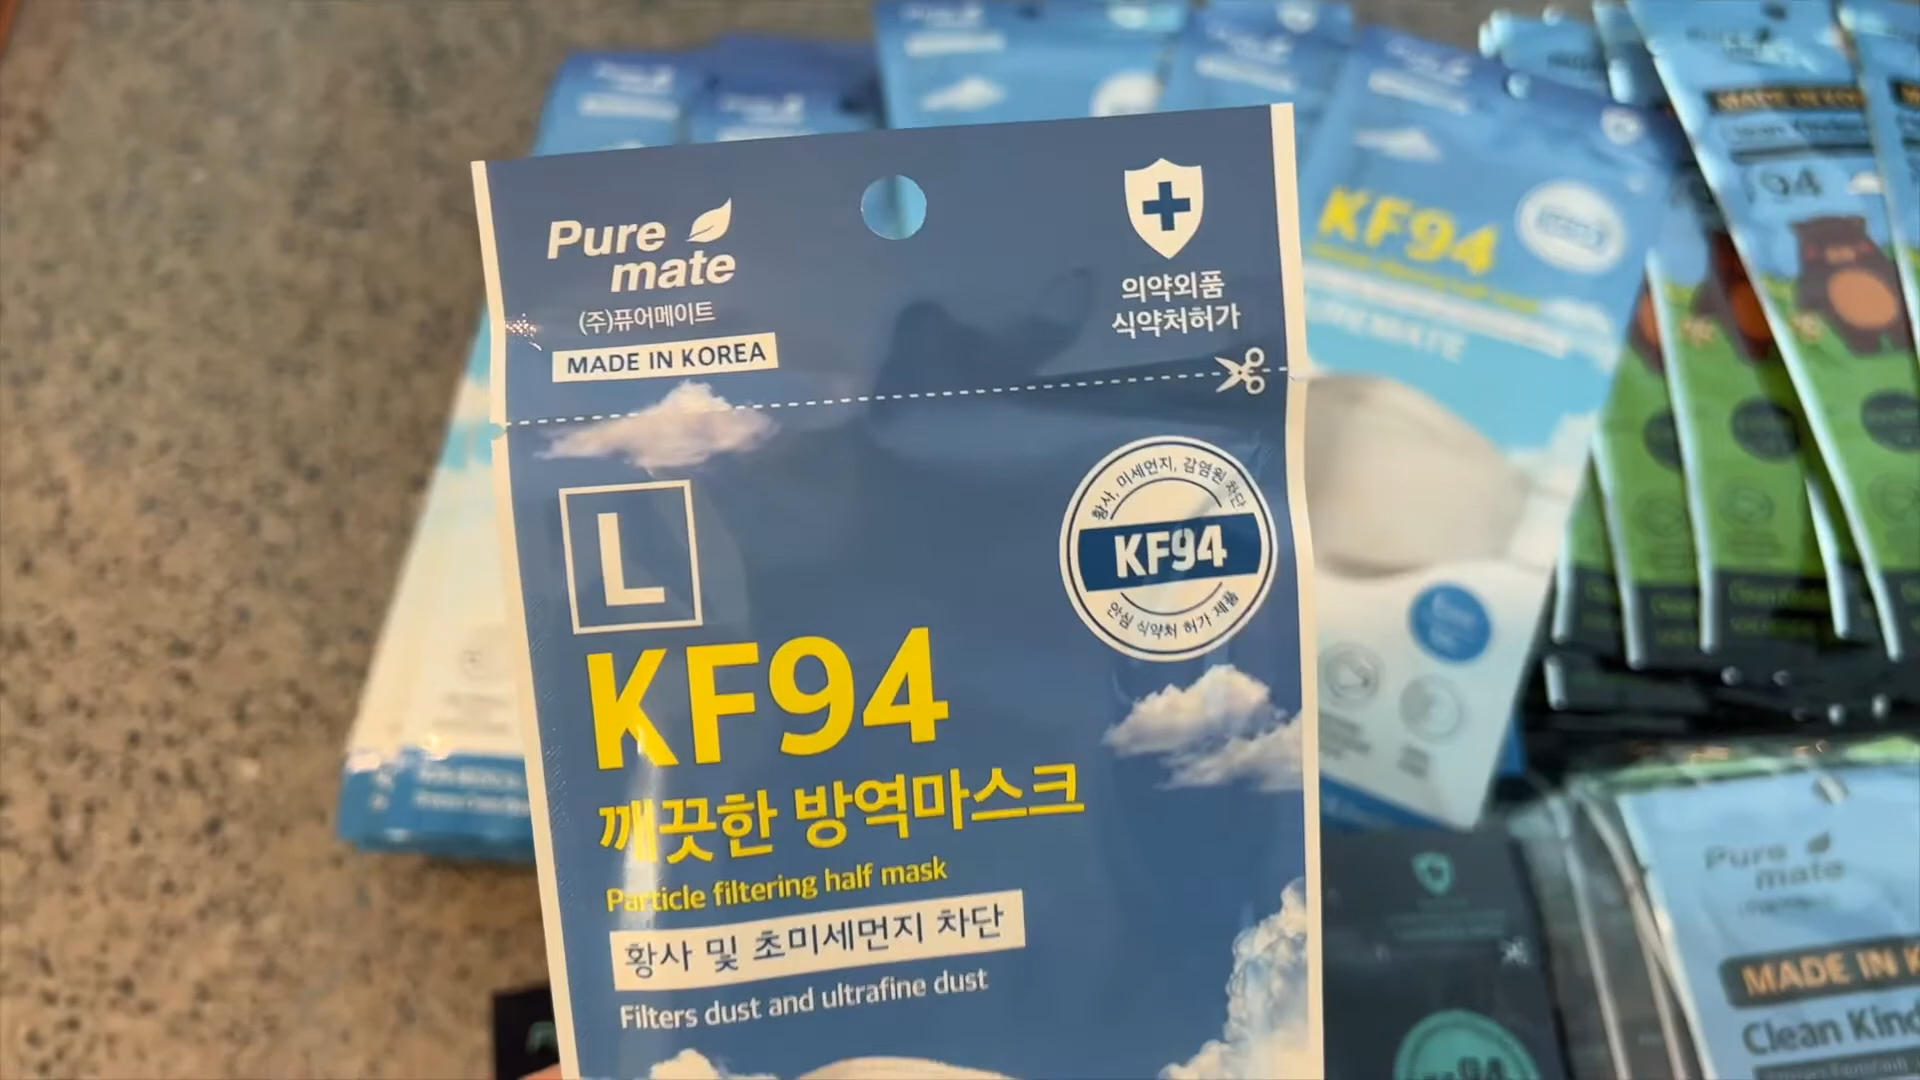 Pure
mate
(주)퓨어메이트
MADE IN KOREA
의약외품
식약처허가
L
황사, 미세먼지, 감염원 차단
KF94
안심 식약처 허가 제품
KF94
깨끗한 방역마스크
Particle filtering half mask
황사 및 초미세먼지 차단
Filters dust and ultrafine dust
KF94
MADE IN
94
Pure
mate
MADE IN K
Clean Kind